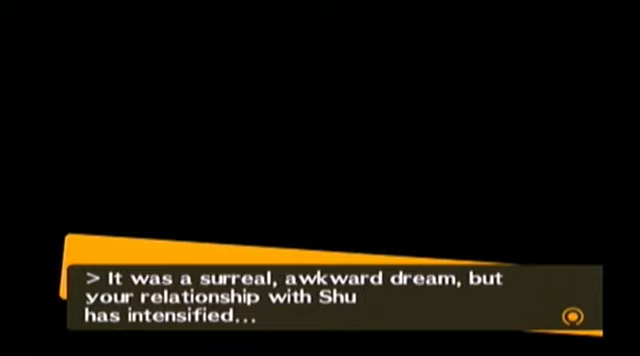 > It was a surreal, awkward dream, but
your relationship with Shu
has intensified...